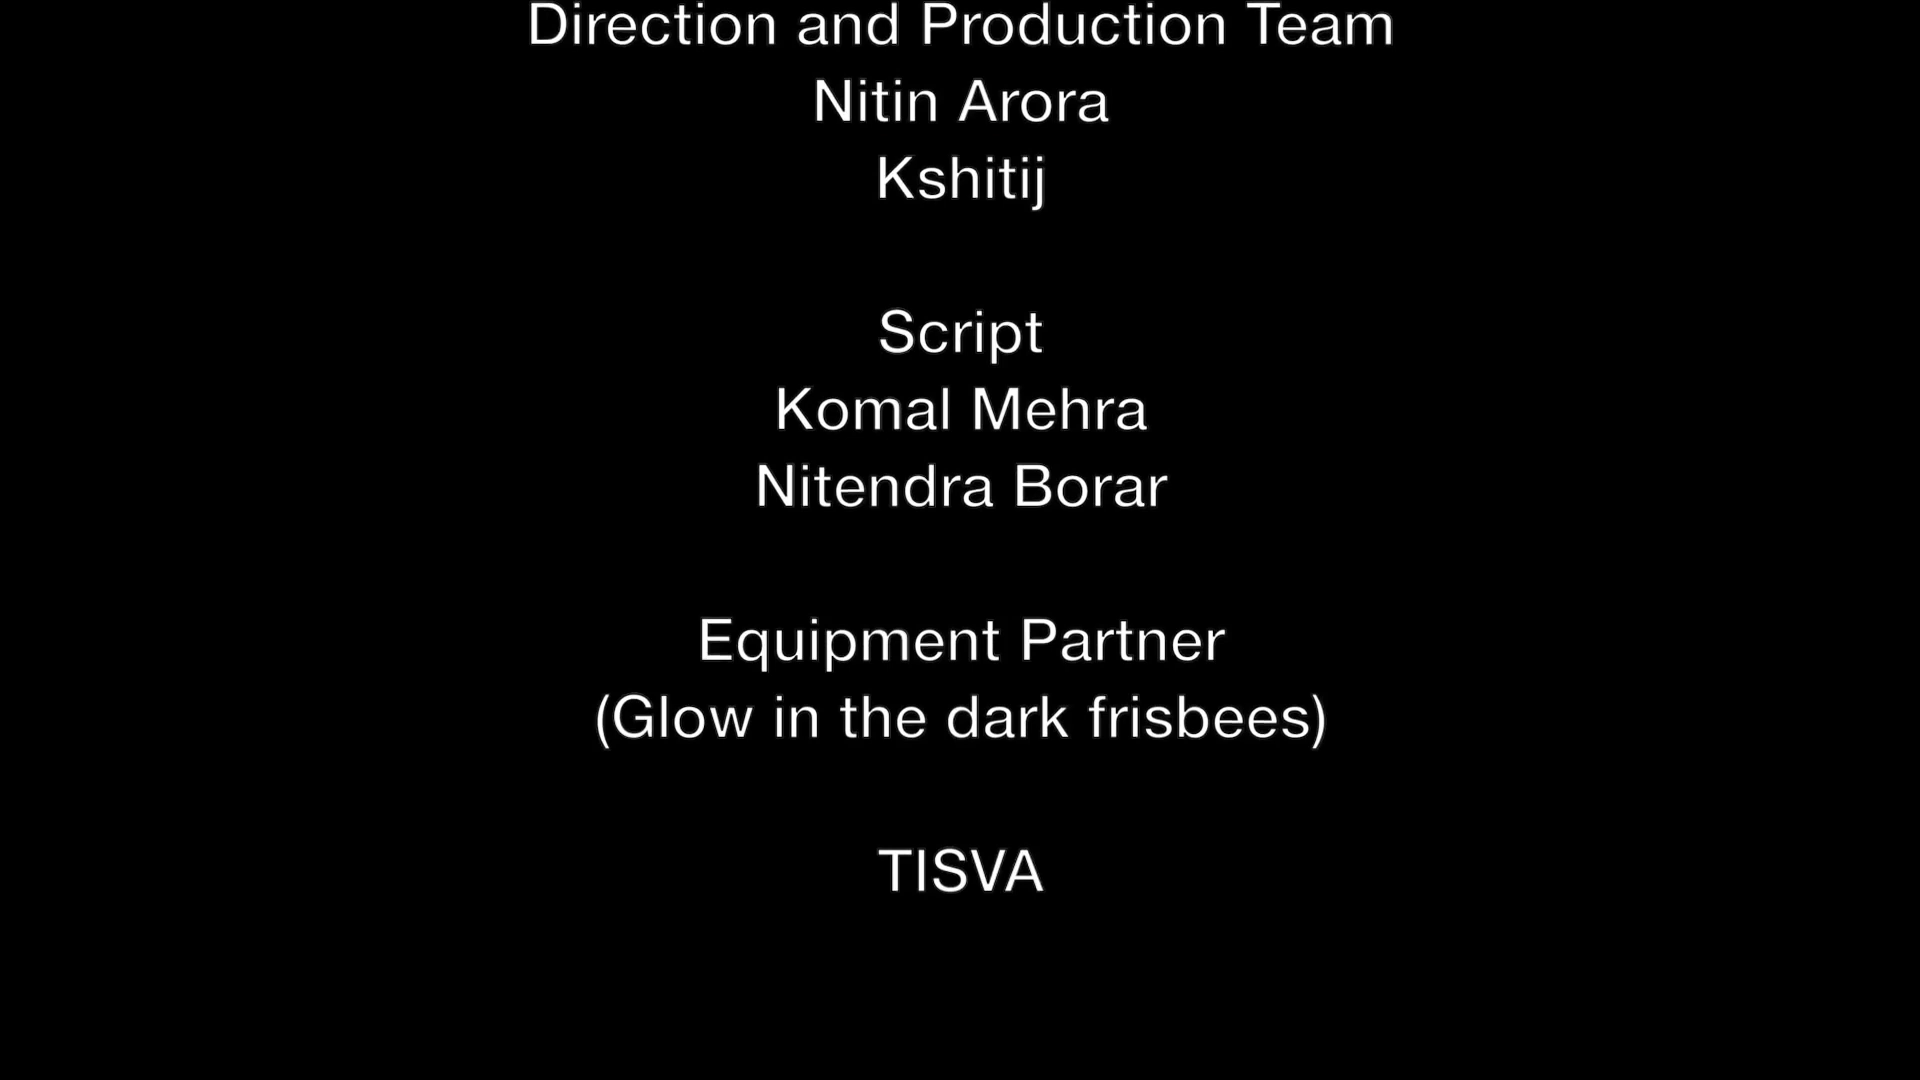 Direction and Production Team
Nitin Arora
Kshitij
Script
Komal Mehra
Nitendra Borar
Equipment Partner
(Glow in the dark frisbees)
TISVA